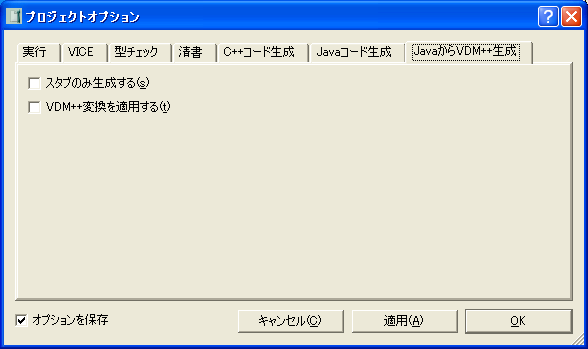 プロジェクトオプション
実行 VICE 型チェック 清書 C++コード生成 Javaコード生成 JavaからVDM++生成
スタブのみ生成する(s)
VDM++変換を適用する(t)
オプションを保存 キャンセル(C) 適用(A) OK